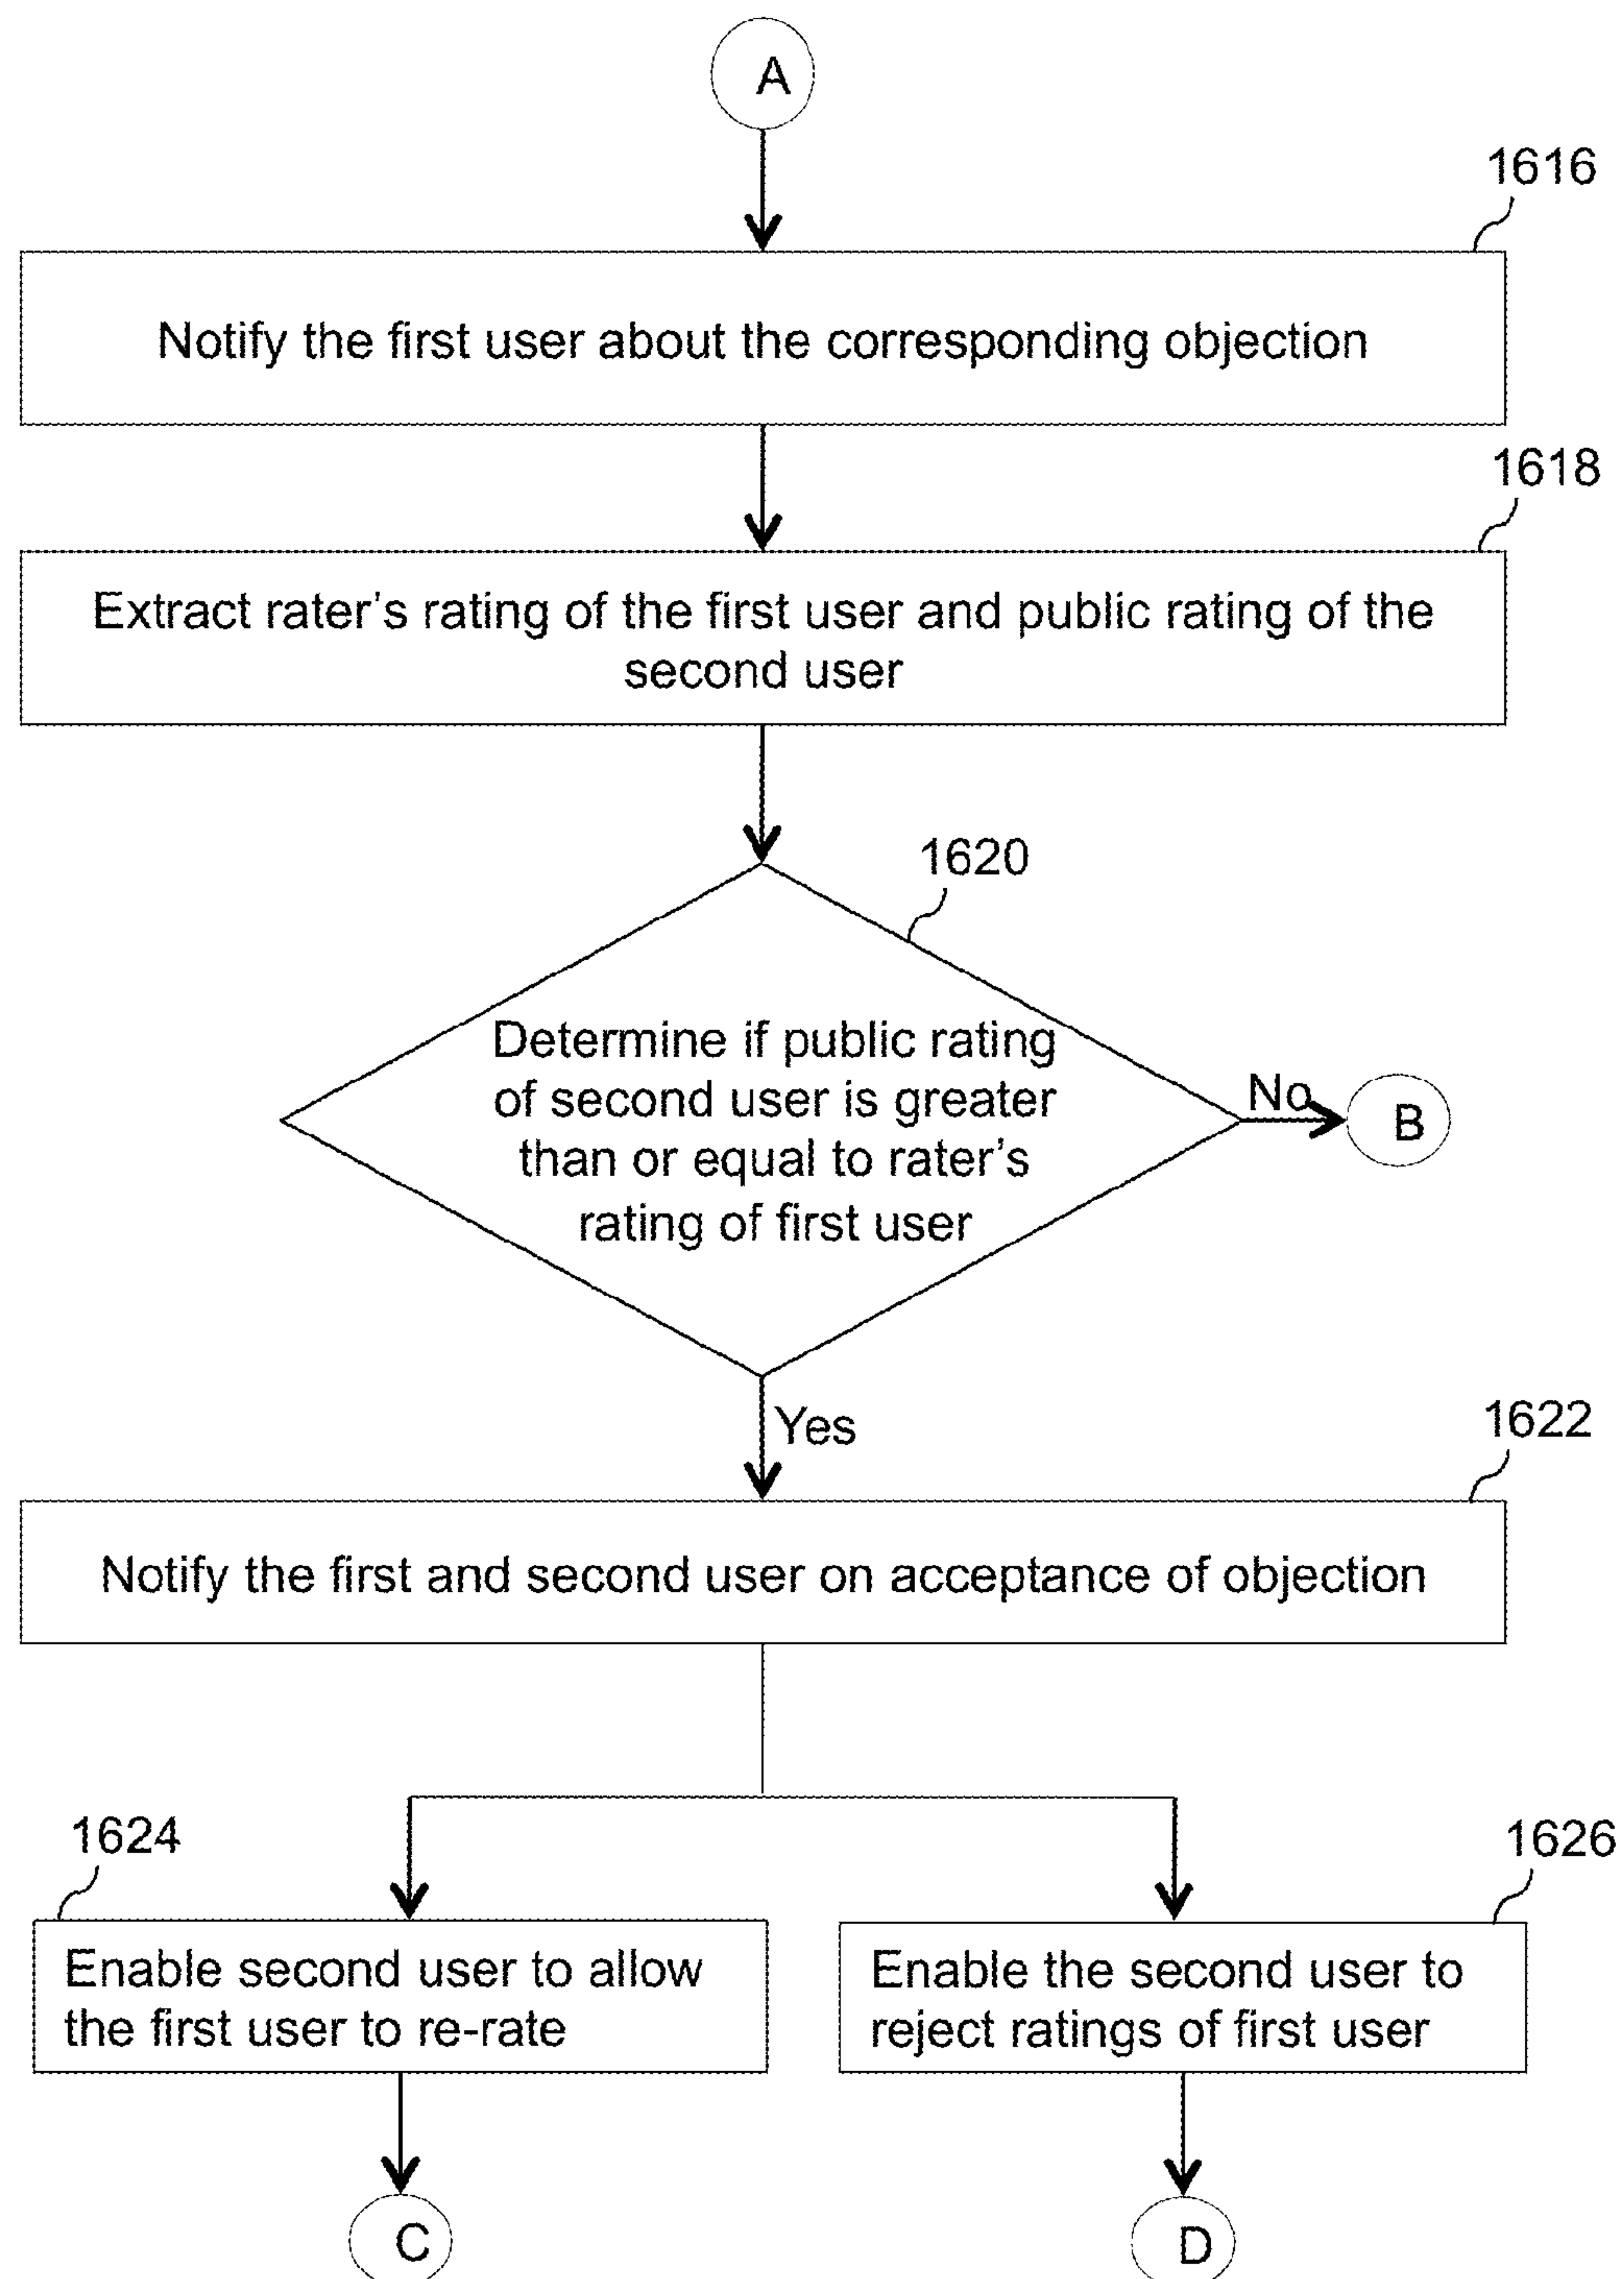 A
1616
Notify the first user about the corresponding objection
1618
Extract rater's rating of the first user and public rating of the
second user
1620
Determine if public rating
of second user is greater
than or equal to rater's
rating of first user
No
B
Yes
1622
Notify the first and second user on acceptance of objection
1624
1626
Enable second user to allow
the first user to re-rate
Enable the second user to
reject ratings of first user
C
D